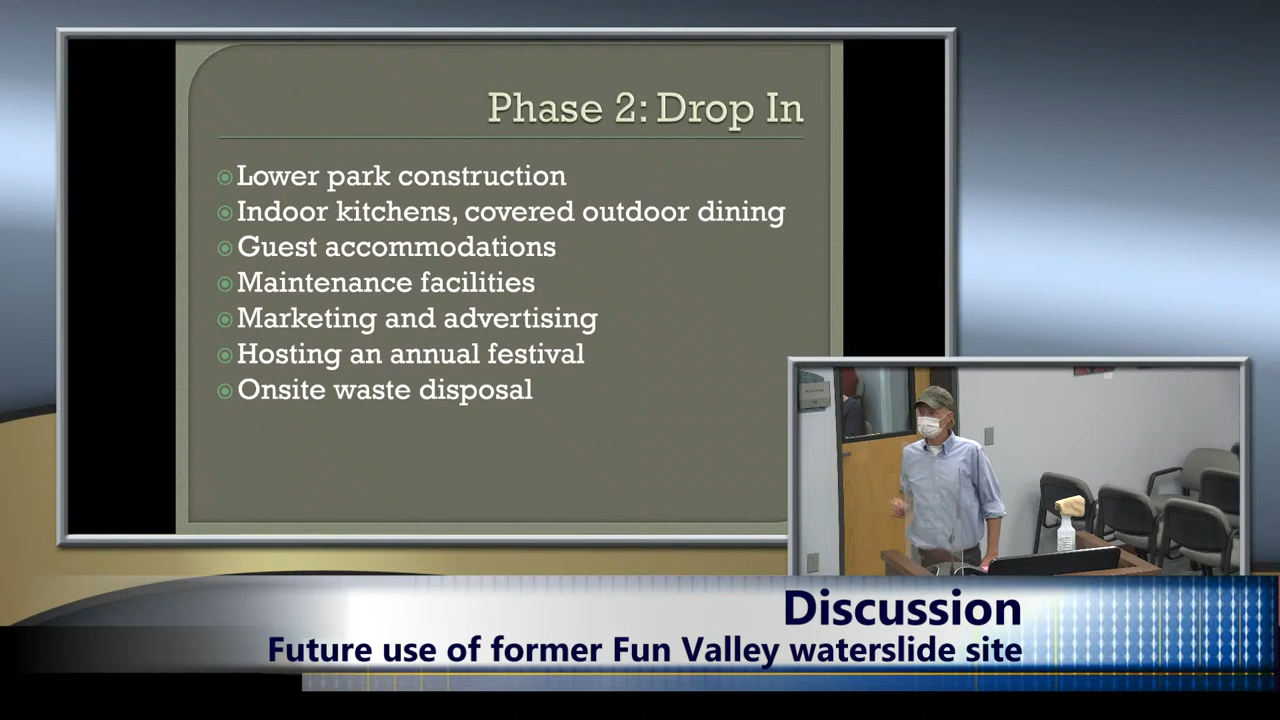 Phase 2: Drop In
Lower park construction
Indoor kitchens, covered outdoor dining
Guest accommodations
Maintenance facilities
Marketing and advertising
Hosting an annual festival
Onsite waste disposal
Discussion
Future use of former Fun Valley waterslide site